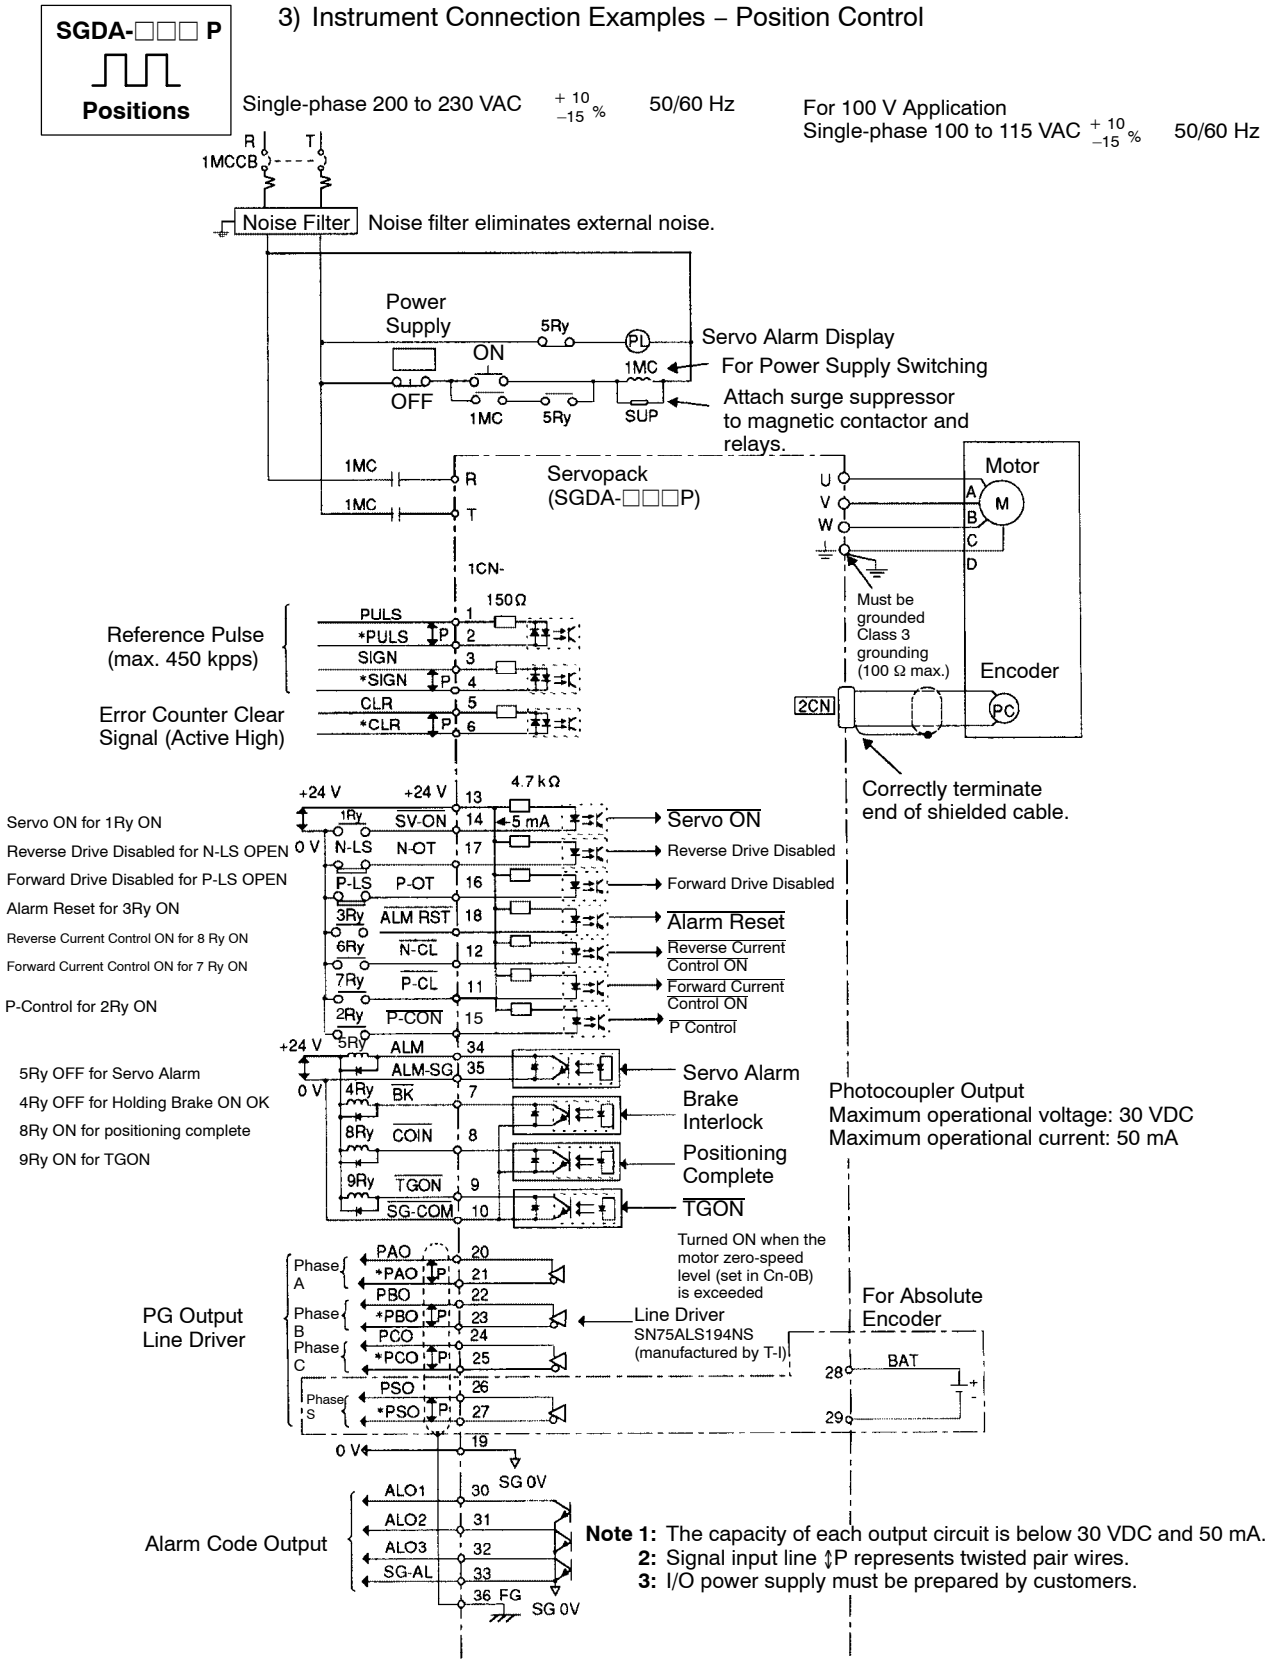 3) Instrument Connection Examples – Position Control
SGDA-□□□ P
Positions
Single-phase 200 to 230 VAC +10 −15 % 50/60 Hz
For 100 V Application
Single-phase 100 to 115 VAC +10 −15 % 50/60 Hz
R T
1MCCB
Noise Filter
Noise filter eliminates external noise.
Power
Supply
5Ry
PL
Servo Alarm Display
ON
1MC
For Power Supply Switching
OFF
1MC
5Ry
SUP
Attach surge suppressor
to magnetic contactor and
relays.
1MC
R
1MC
T
Servopack
(SGDA-□□□P)
U
V
W
A
B
C
D
Motor
M
1CN-
Must be
grounded
Class 3
grounding
(100 Ω max.)
Encoder
2CN
PC
Correctly terminate
end of shielded cable.
Reference Pulse
(max. 450 kpps)
150Ω
PULS 1
*PULS P 2
SIGN 3
*SIGN P 4
Error Counter Clear
Signal (Active High)
CLR 5
*CLR P 6
4.7 kΩ
+24 V +24 V 13
Servo ON for 1Ry ON
1Ry SV-ON 14 5 mA Servo ON
0 V
Reverse Drive Disabled for N-LS OPEN
N-LS N-OT 17 Reverse Drive Disabled
Forward Drive Disabled for P-LS OPEN
P-LS P-OT 16 Forward Drive Disabled
Alarm Reset for 3Ry ON
3Ry ALM RST 18 Alarm Reset
Reverse Current Control ON for 8 Ry ON
6Ry N-CL 12 Reverse Current
Control ON
Forward Current Control ON for 7 Ry ON
7Ry P-CL 11 Forward Current
Control ON
P-Control for 2Ry ON
2Ry P-CON 15 P Control
+24 V 5Ry ALM 34
5Ry OFF for Servo Alarm
0 V
ALM-SG 35 Servo Alarm
4Ry OFF for Holding Brake ON OK
4Ry BK 7 Brake
Interlock
8Ry ON for positioning complete
8Ry COIN 8 Positioning
Complete
9Ry ON for TGON
9Ry TGON 9
SG-COM 10 TGON
Photocoupler Output
Maximum operational voltage: 30 VDC
Maximum operational current: 50 mA
Turned ON when the
motor zero-speed
level (set in Cn-0B)
is exceeded
PG Output
Line Driver
Phase
A
PAO 20
*PAO P 21
Phase
B
PBO 22
*PBO P 23
Phase
C
PCO 24
*PCO P 25
Line Driver
SN75ALS194NS
(manufactured by T-I)
For Absolute
Encoder
28 BAT
+
-
29
Phase
S
PSO 26
*PSO P 27
0 V 19
SG 0V
Alarm Code Output
ALO1 30
ALO2 31
ALO3 32
SG-AL 33
36 FG
SG 0V
Note 1: The capacity of each output circuit is below 30 VDC and 50 mA.
2: Signal input line ↕P represents twisted pair wires.
3: I/O power supply must be prepared by customers.